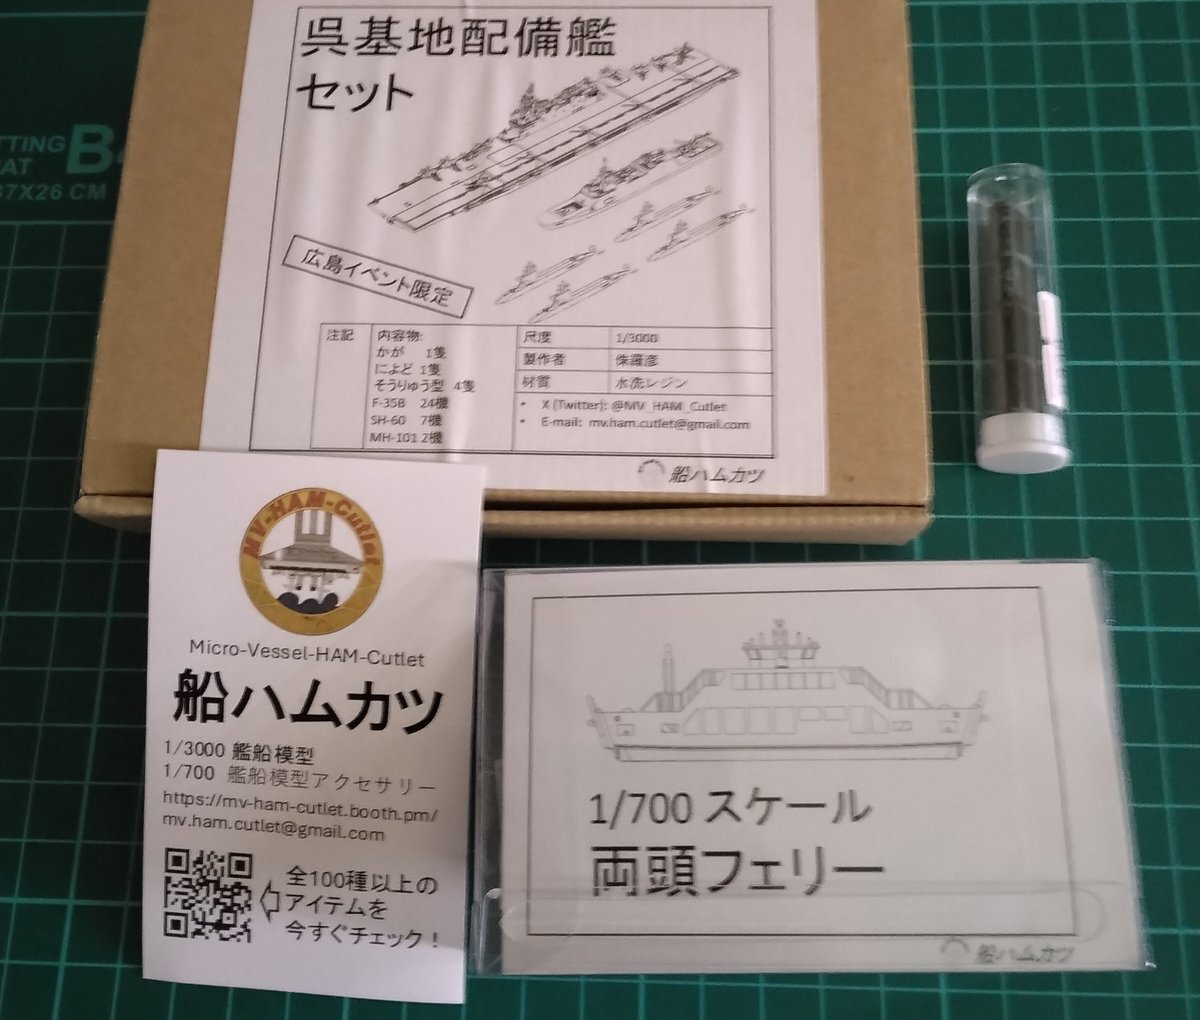 呉基地配備艦
セット
広島イベント限定
注記
内容物:
かが 1隻
によど 1隻
そうりゅう型 4隻
F-35B 24機
SH-60 7機
MH-101 2機
尺度 1/3000
製作者 侏羅彦
材質 水洗レジン
• X (Twitter): @MV_HAM_Cutlet
• E-mail: mv.ham.cutlet@gmail.com
船ハムカツ
MAT
37X26 CM
MV-HAM-Cutlet
Micro-Vessel-HAM-Cutlet
船ハムカツ
1/3000 艦船模型
1/700 艦船模型アクセサリー
https://mv-ham-cutlet.booth.pm/
mv.ham.cutlet@gmail.com
全100種以上の
アイテムを
今すぐチェック!
1/700 スケール
両頭フェリー
船ハムカツ